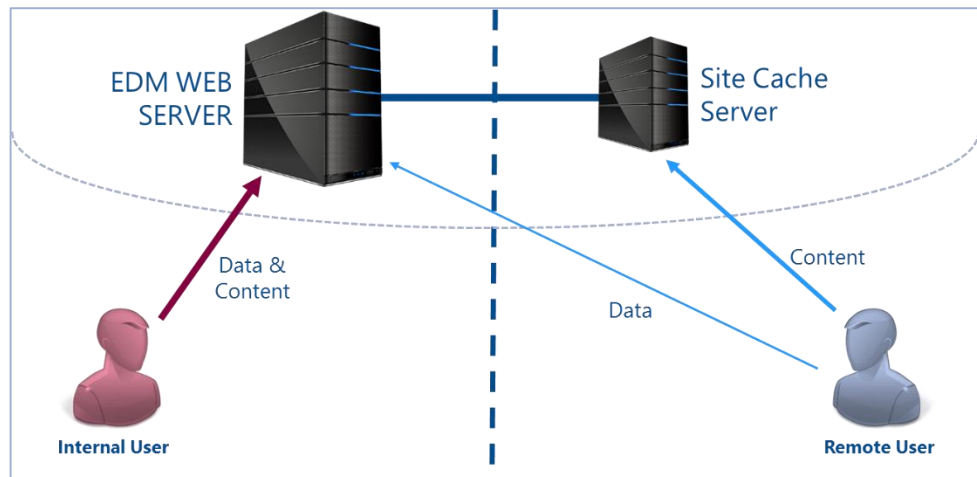 EDM WEB
SERVER
Site Cache
Server
Data &
Content
Content
Data
Internal User
Remote User